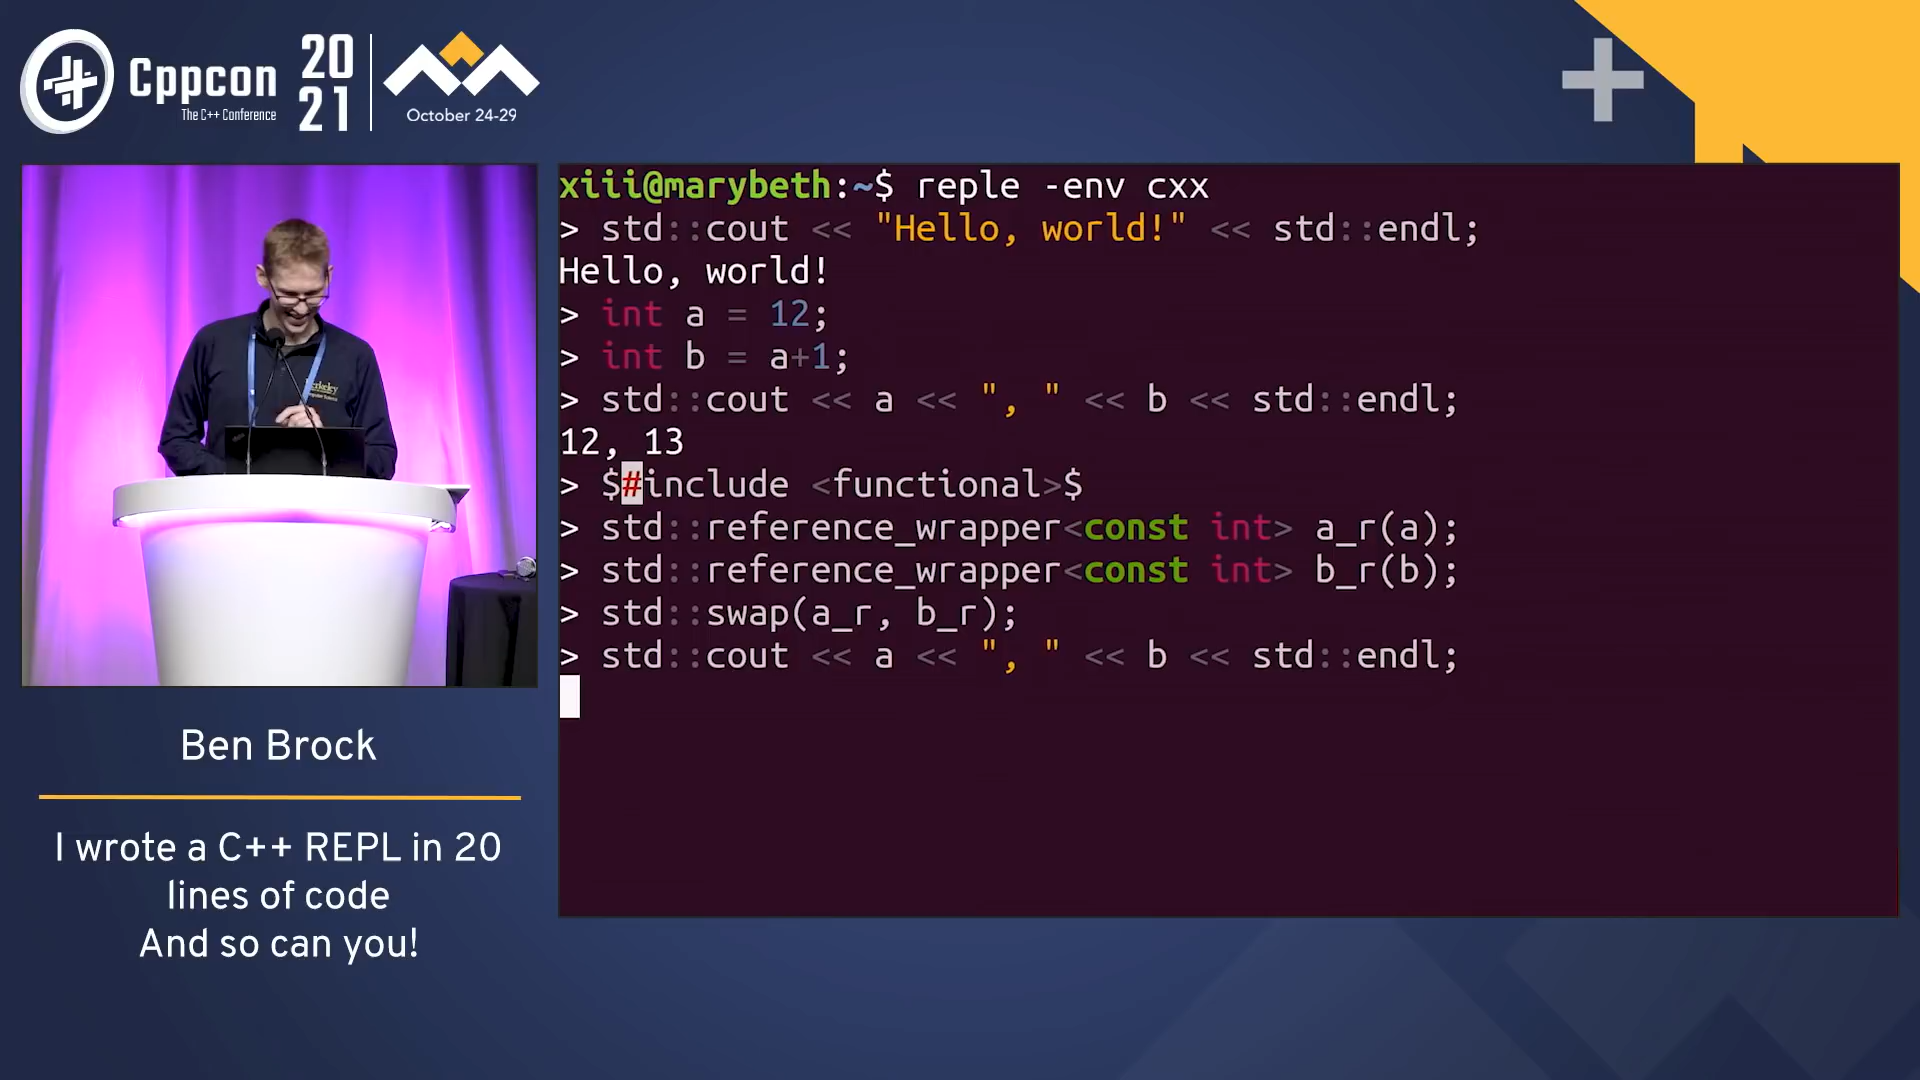 Cppcon
The C++ Conference
20
21
October 24-29
xiii@marybeth:~$ reple -env cxx
> std::cout << "Hello, world!" << std::endl;
Hello, world!
> int a = 12;
> int b = a+1;
> std::cout << a << ", " << b << std::endl;
12, 13
> $#include <functional>$
> std::reference_wrapper<const int> a_r(a);
> std::reference_wrapper<const int> b_r(b);
> std::swap(a_r, b_r);
> std::cout << a << ", " << b << std::endl;
Berkeley
Ben Brock
I wrote a C++ REPL in 20
lines of code
And so can you!